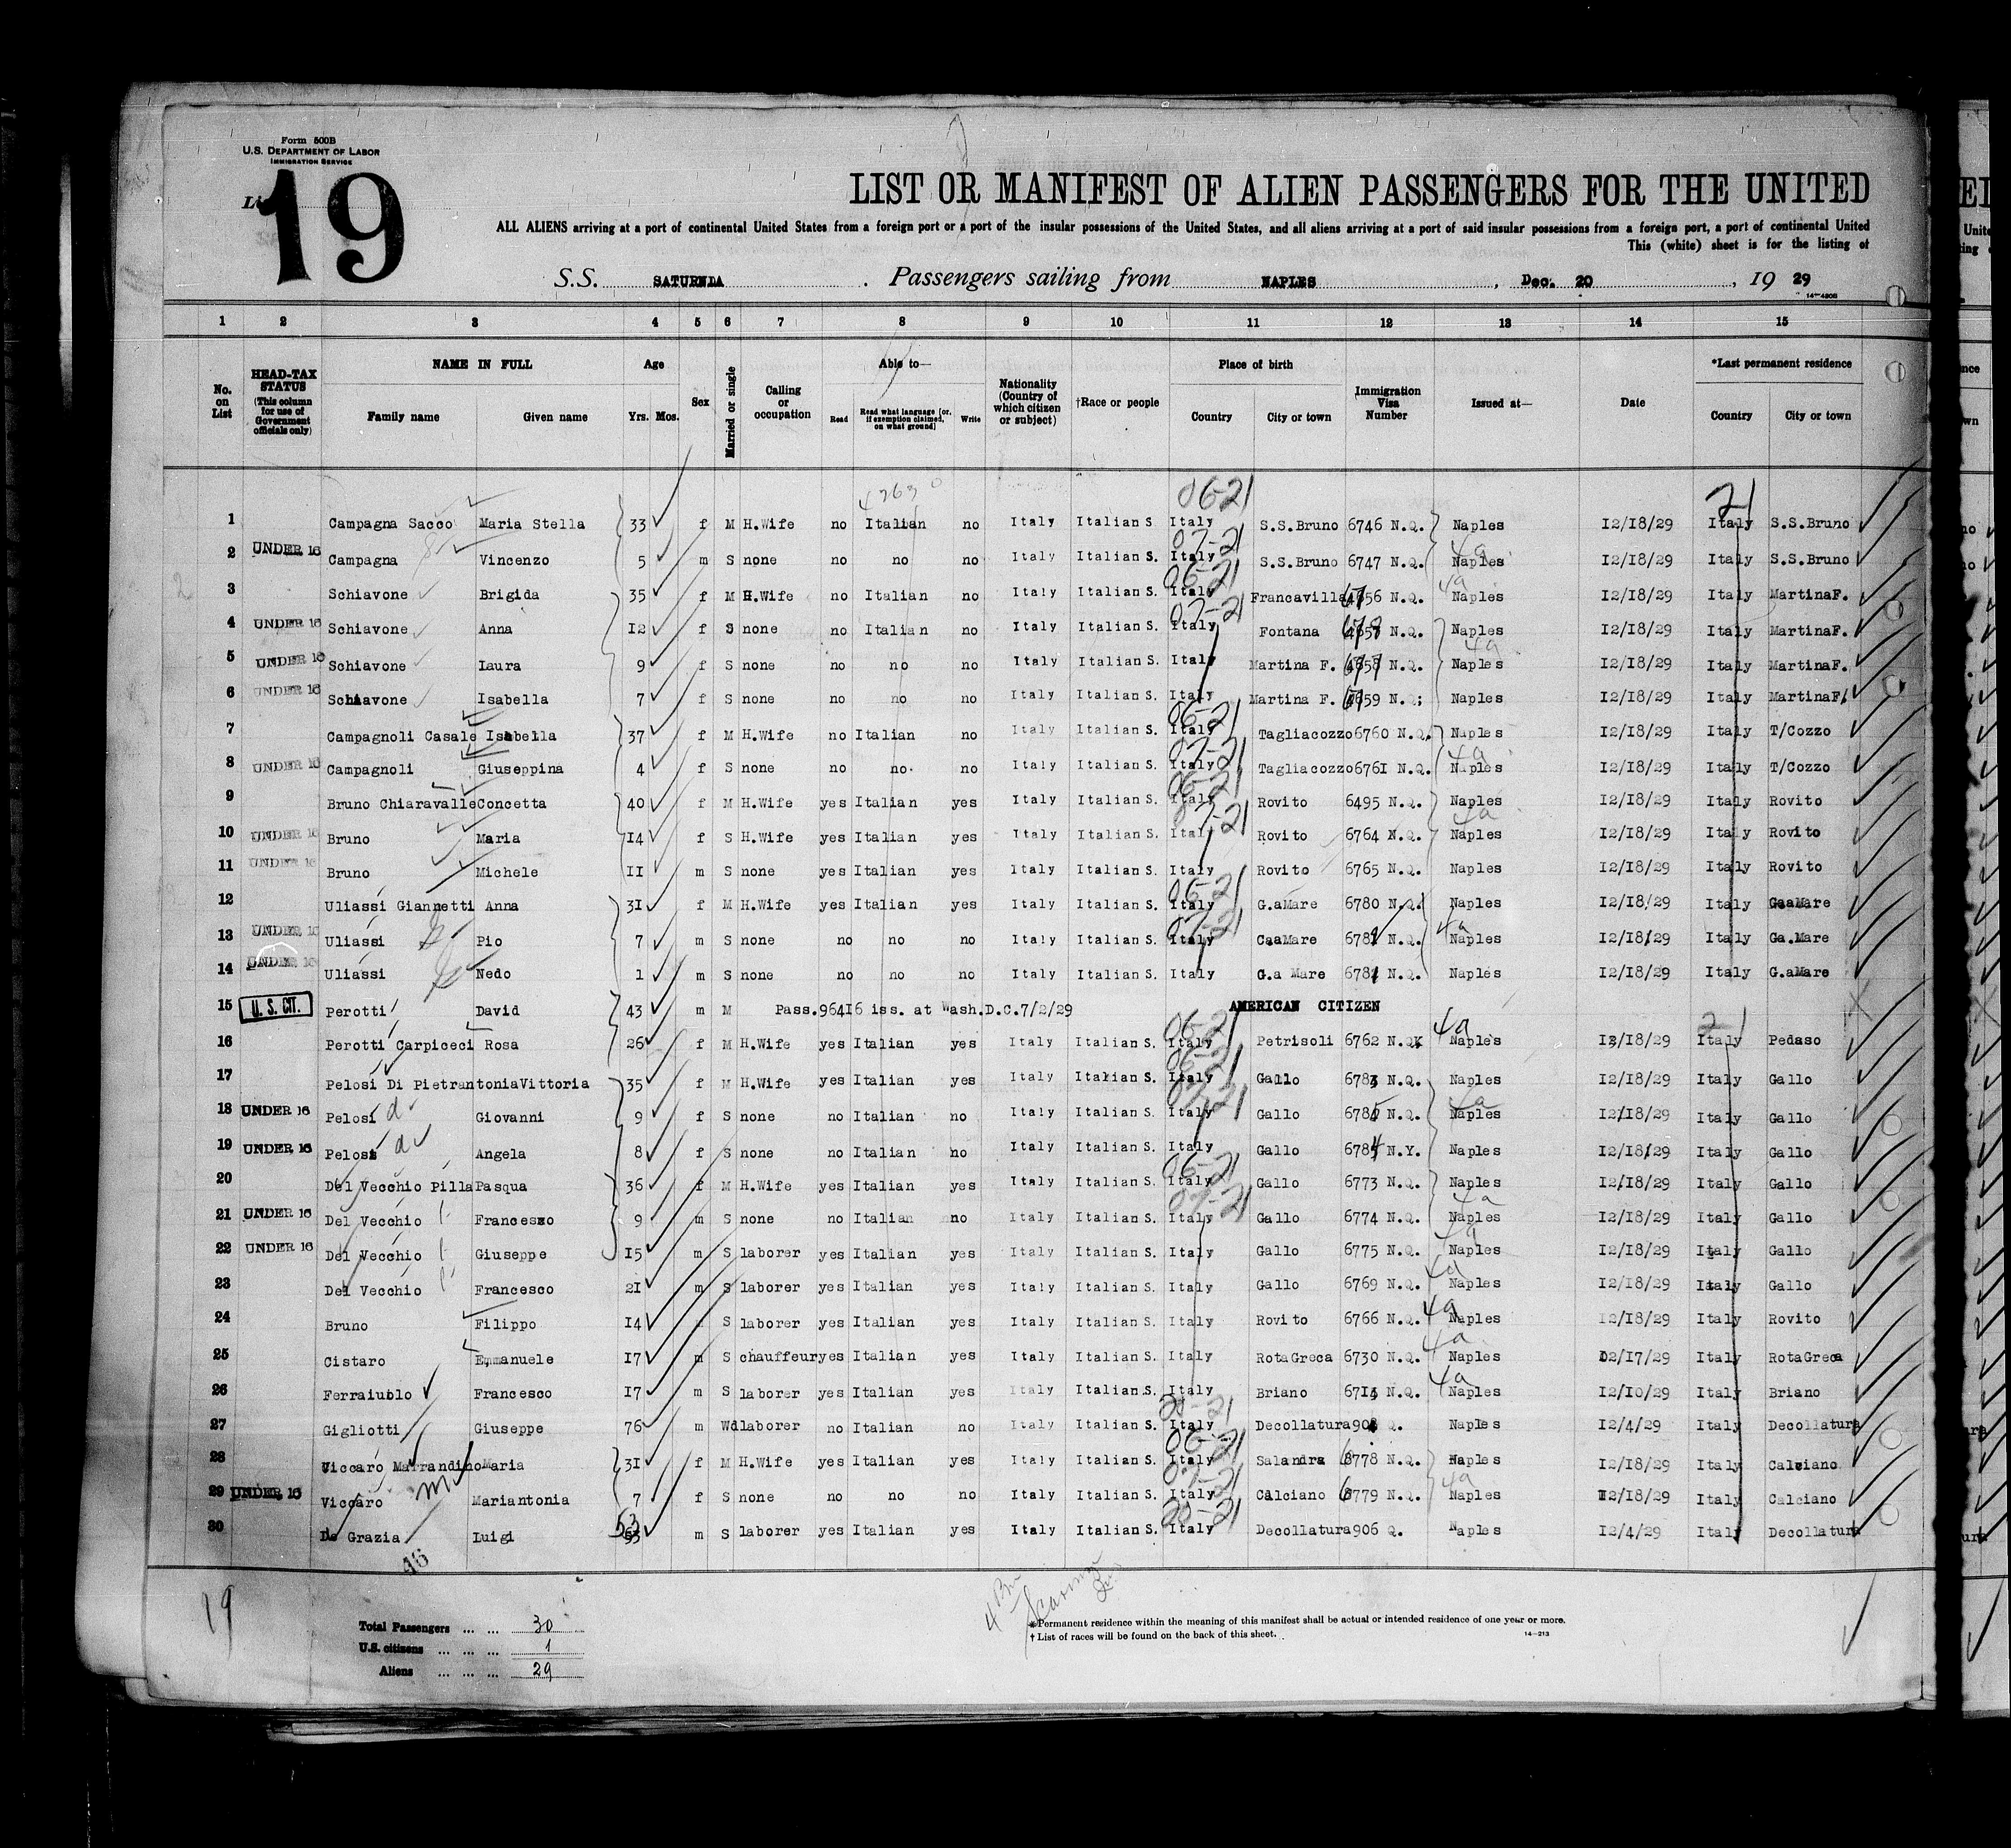 Form 500B
U.S. DEPARTMENT OF LABOR
IMMIGRATION SERVICE
19
LIST OR MANIFEST OF ALIEN PASSENGERS FOR THE UNITED
ALL ALIENS arriving at a port of continental United States from a foreign port or a port of the insular possessions of the United States, and all aliens arriving at a port of said insular possessions from a foreign port, a port of continental United
This (white) sheet is for the listing of
S.S. SATURNIA . Passengers sailing from NAPLES , Dec. 20 , 19 29
14—4808
1 2 3 4 5 6 7 8 9 10 11 12 13 14 15
No. on List
HEAD-TAX STATUS (This column for use of Government officials only)
NAME IN FULL
Family name Given name
Age
Yrs. Mos.
Sex
Married or single
Calling or occupation
Able to—
Read Read what language [or, if exemption claimed, on what ground] Write
Nationality (Country of which citizen or subject)
†Race or people
Place of birth
Country City or town
Immigration Visa Number
Issued at—
Date
*Last permanent residence
Country City or town
06-21 21
1 Campagna Sacco Maria Stella 33 f M H.Wife no Italian no Italy Italian S Italy S.S.Bruno 6746 N.Q. Naples 12/18/29 Italy S.S.Bruno
2 UNDER 16 Campagna Vincenzo 5 m S none no no no Italy Italian S. Italy S.S.Bruno 6747 N.Q. Naples 12/18/29 Italy S.S.Bruno
3 Schiavone Brigida 35 f M H.Wife no Italian no Italy Italian S. Italy Francavilla N.Q. Naples 12/18/29 Italy MartinaF.
4 UNDER 16 Schiavone Anna 12 f S none no Italian no Italy Italian S. Italy Fontana N.Q. Naples 12/18/29 Italy MartinaF.
5 UNDER 16 Schiavone Laura 9 f S none no no no Italy Italian S. Italy Martina F. N.Q. Naples 12/18/29 Italy MartinaF.
6 UNDER 16 Schiavone Isabella 7 f S none no no no Italy Italian S. Italy Martina F. N.Q; Naples 12/18/29 Italy MartinaF.
7 Campagnoli Casale Isabella 37 f M H.Wife no Italian no Italy Italian S. Italy Tagliacozzo 6760 N.Q. Naples 12/18/29 Italy T/Cozzo
8 UNDER 16 Campagnoli Giuseppina 4 f S none no no. no Italy Italian S. Italy Tagliacozzo 6761 N.Q. Naples 12/18/29 Italy T/Cozzo
9 Bruno Chiaravalle Concetta 40 f M H.Wife yes Italian yes Italy Italian S. Italy Rovito 6495 N.Q. Naples 12/18/29 Italy Rovito
10 UNDER 16 Bruno Maria 14 f S H.Wife yes Italian yes Italy Italian S. Italy Rovito 6764 N.Q. Naples 12/18/29 Italy Rovito
11 UNDER 16 Bruno Michele 11 m S none yes Italian yes Italy Italian S. Italy Rovito 6765 N.Q. Naples 12/18/29 Italy Rovito
12 Uliassi Giannetti Anna 31 f M H.Wife yes Italian yes Italy Italian S. Italy G.aMare 6780 N.Q. Naples 12/18/29 Italy GaaMare
13 UNDER 16 Uliassi Pio 7 m S none no no no Italy Italian S. Italy CaaMare N.Q. Naples 12/18/29 Italy Ga.Mare
14 UNDER 16 Uliassi Nedo 1 m S none no no no Italy Italian S. Italy G.a Mare N.Q. Naples 12/18/29 Italy G.aMare
15 U. S. CIT. Perotti David 43 m M Pass.96416 iss. at Wash.D.C.7/2/29 AMERICAN CITIZEN
16 Perotti Carpiceci Rosa 26 f M H.Wife yes Italian yes Italy Italian S. Italy Petrisoli 6762 Naples 12/18/29 Italy Pedaso
17 Pelosi Di Pietrantonia Vittoria 35 f M H.Wife yes Italian yes Italy Italian S. Italy Gallo 6783 N.Q. Naples 12/18/29 Italy Gallo
18 UNDER 16 Pelosi Giovanni 9 f S none no Italian no Italy Italian S. Italy Gallo N.Q. Naples 12/18/29 Italy Gallo
19 UNDER 16 Pelosi Angela 8 f S none no Italian no Italy Italian S. Italy Gallo 6784 N.Y. Naples 12/18/29 Italy Gallo
20 Del Vecchio Pilla Pasqua 36 f M H.Wife yes Italian yes Italy Italian S. Italy Gallo 6773 N.Q. Naples 12/18/29 Italy Gallo
21 UNDER 16 Del Vecchio Francesxo 9 m S none no Italian no Italy Italian S. Italy Gallo 6774 N.Q. Naples 12/18/29 Italy Gallo
22 UNDER 16 Del Vecchio Giuseppe 15 m S laborer yes Italian yes Italy Italian S. Italy Gallo 6775 N.Q. Naples 12/18/29 Italy Gallo
23 Del Vecchio Francesco 21 m S laborer yes Italian yes Italy Italian S. Italy Gallo 6769 N.Q. Naples 12/18/29 Italy Gallo
24 Bruno Filippo 14 S laborer yes Italian yes Italy Italian S. Italy Rovito 6766 N.Q. 4a Naples 12/18/29 Italy Rovito
25 Cistaro Emmanuele 17 m S chauffeur yes Italian yes Italy Italian S. Italy RotaGreca 6730 N.Q. 4a Naples 12/17/29 Italy RotaGreca
26 Ferraiuolo Francesco 17 m S laborer yes Italian yes Italy Italian S. Italy Briano N.Q. 4a Naples 12/10/29 Italy Briano
27 Gigliotti Giuseppe 76 m Wd laborer no Italian no Italy Italian S. Italy Decollatura Q. Naples 12/4/29 Italy Decollatura
28 Viccaro Marrandino Maria 31 f M H.Wife yes Italian yes Italy Italian S. Italy Salandra 6778 N.Q. Naples 12/18/29 Italy Calciano
29 UNDER 16 Viccaro Mariantonia 7 f S none no no no Italy Italian S. Italy Calciano 6779 N.Q. Naples 12/18/29 Italy Calciano
30 De Grazia Luigi 53 m S laborer yes Italian yes Italy Italian S. Italy Decollatura 906 Q. Naples 12/4/29 Italy Decollatura
46
19
Total Passengers ... ... 30
U.S. citizens ... ... ... 1
Aliens ... ... ... 29
*Permanent residence within the meaning of this manifest shall be actual or intended residence of one year or more.
† List of races will be found on the back of this sheet.
14—213